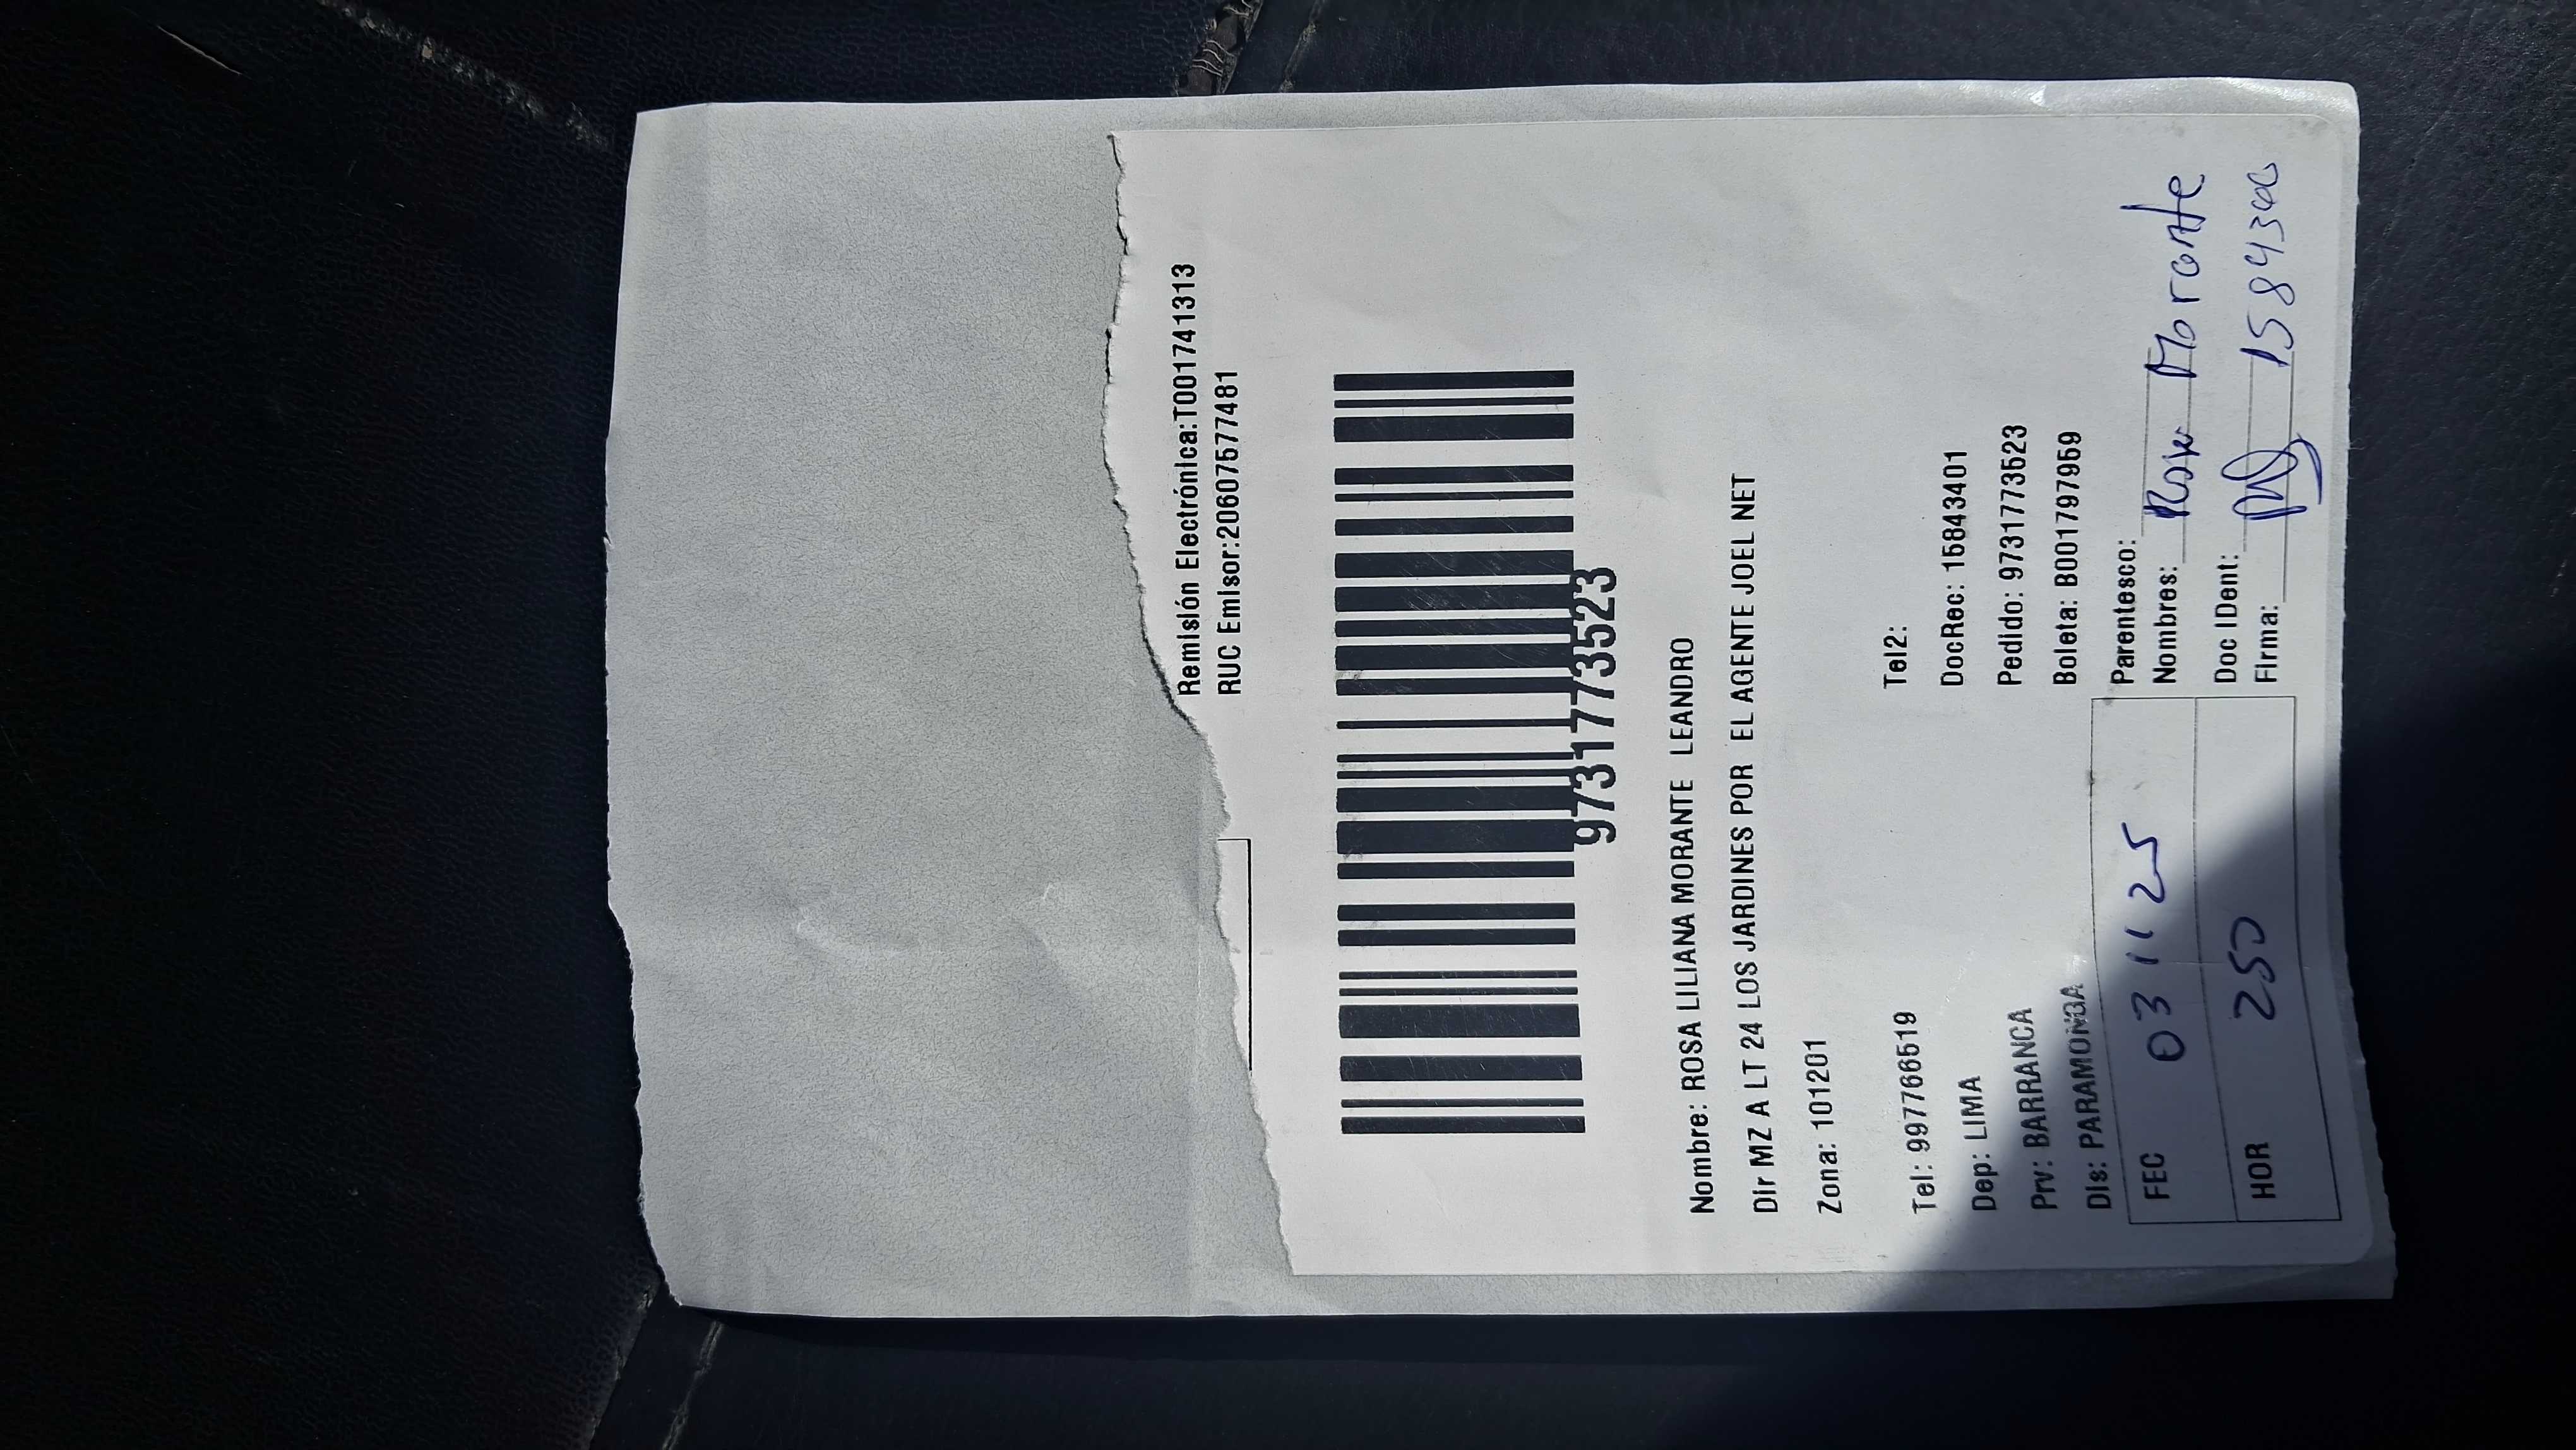 Remisión Electrónica:T001741313
RUC Emisor:20607577481
9731773523
Nombre: ROSA LILIANA MORANTE LEANDRO
Dir MZ A LT 24 LOS JARDINES POR EL AGENTE JOEL NET
Zona: 101201
Tel: 997766519 Tel2:
Dep: LIMA DocRec: 15843401
Prv: BARRANCA Pedido: 9731773523
Dis: PARAMONGA Boleta: B001797959
FEC 03 11 25 Parentesco:
Nombres: Rosa Morante
HOR 250 Doc IDent:
Firma: